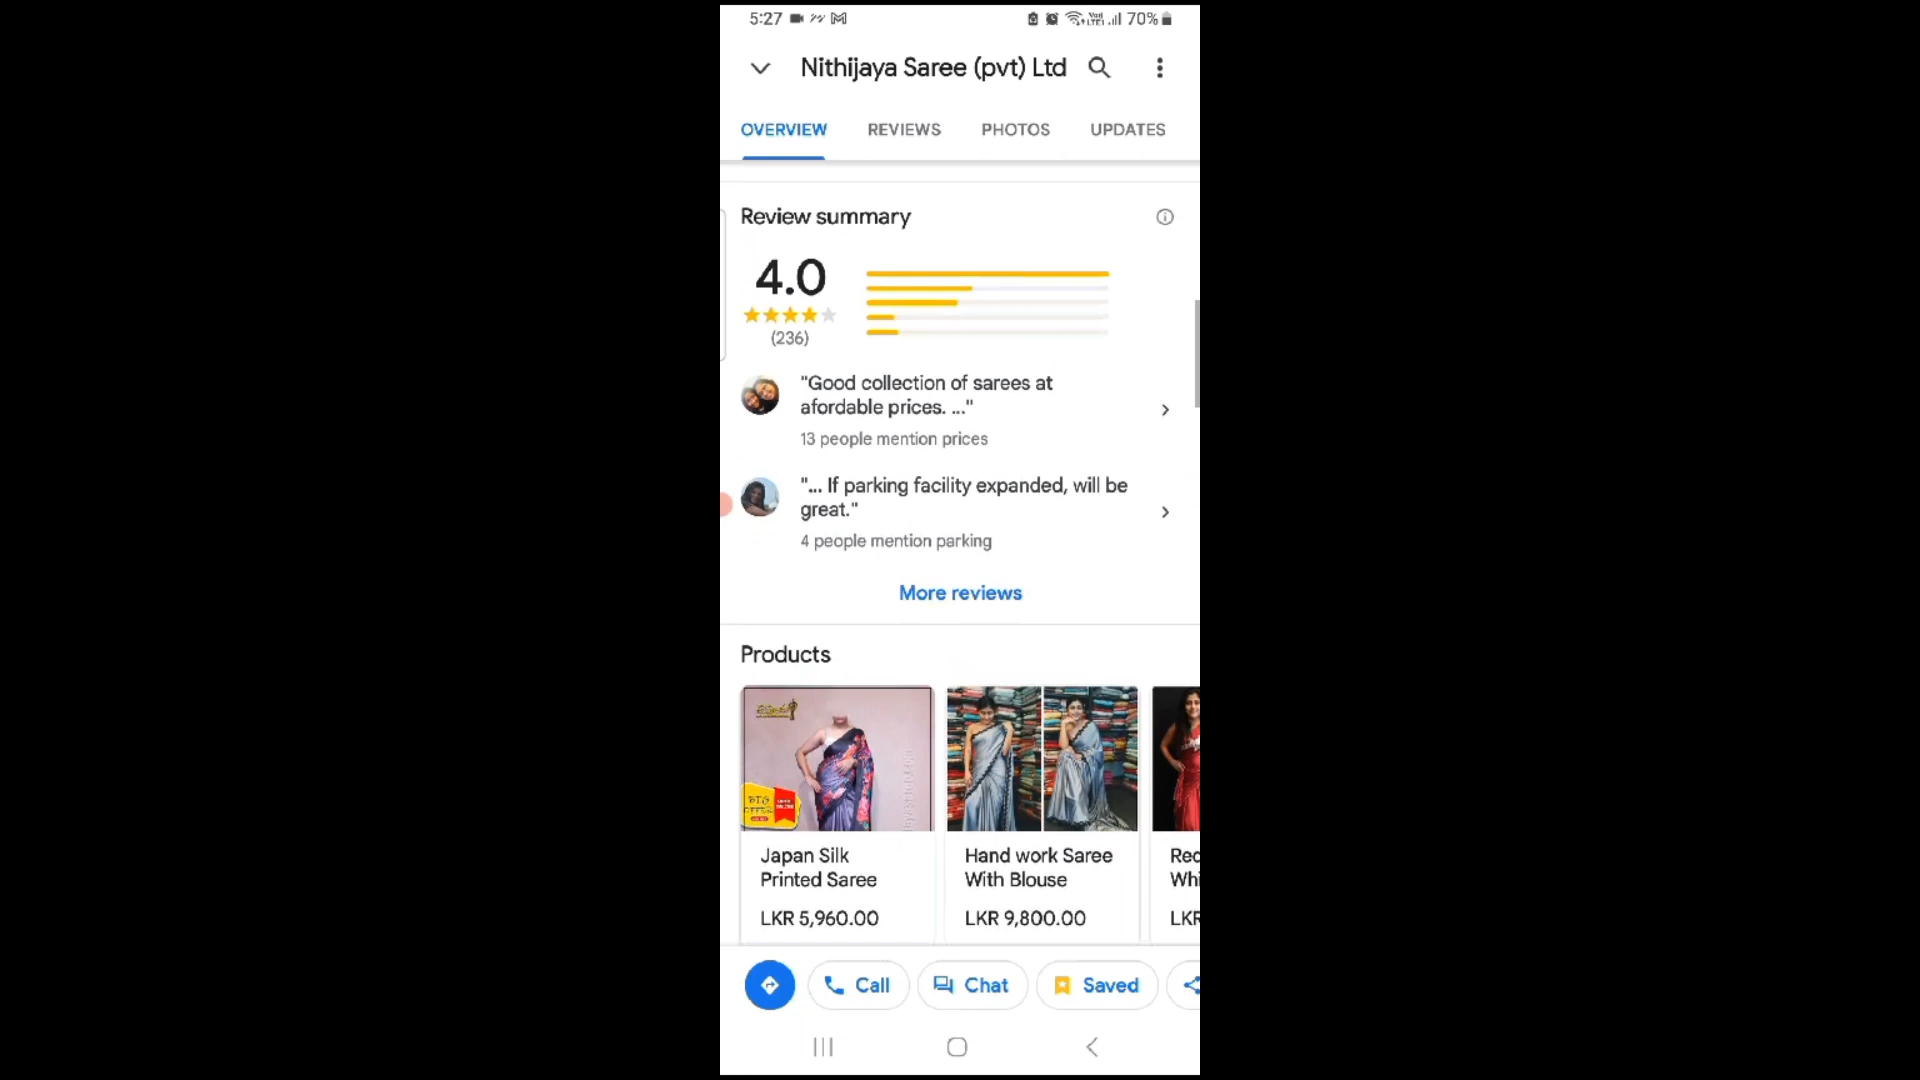 5:27
70%
Nithijaya Saree (pvt) Ltd
OVERVIEW REVIEWS PHOTOS UPDATES
Review summary
4.0
(236)
"Good collection of sarees at
afordable prices. ..."
13 people mention prices
"... If parking facility expanded, will be
great."
4 people mention parking
More reviews
Products
Japan Silk
Printed Saree
LKR 5,960.00
Hand work Saree
With Blouse
LKR 9,800.00
Whi
LKR
Call
Chat
Saved